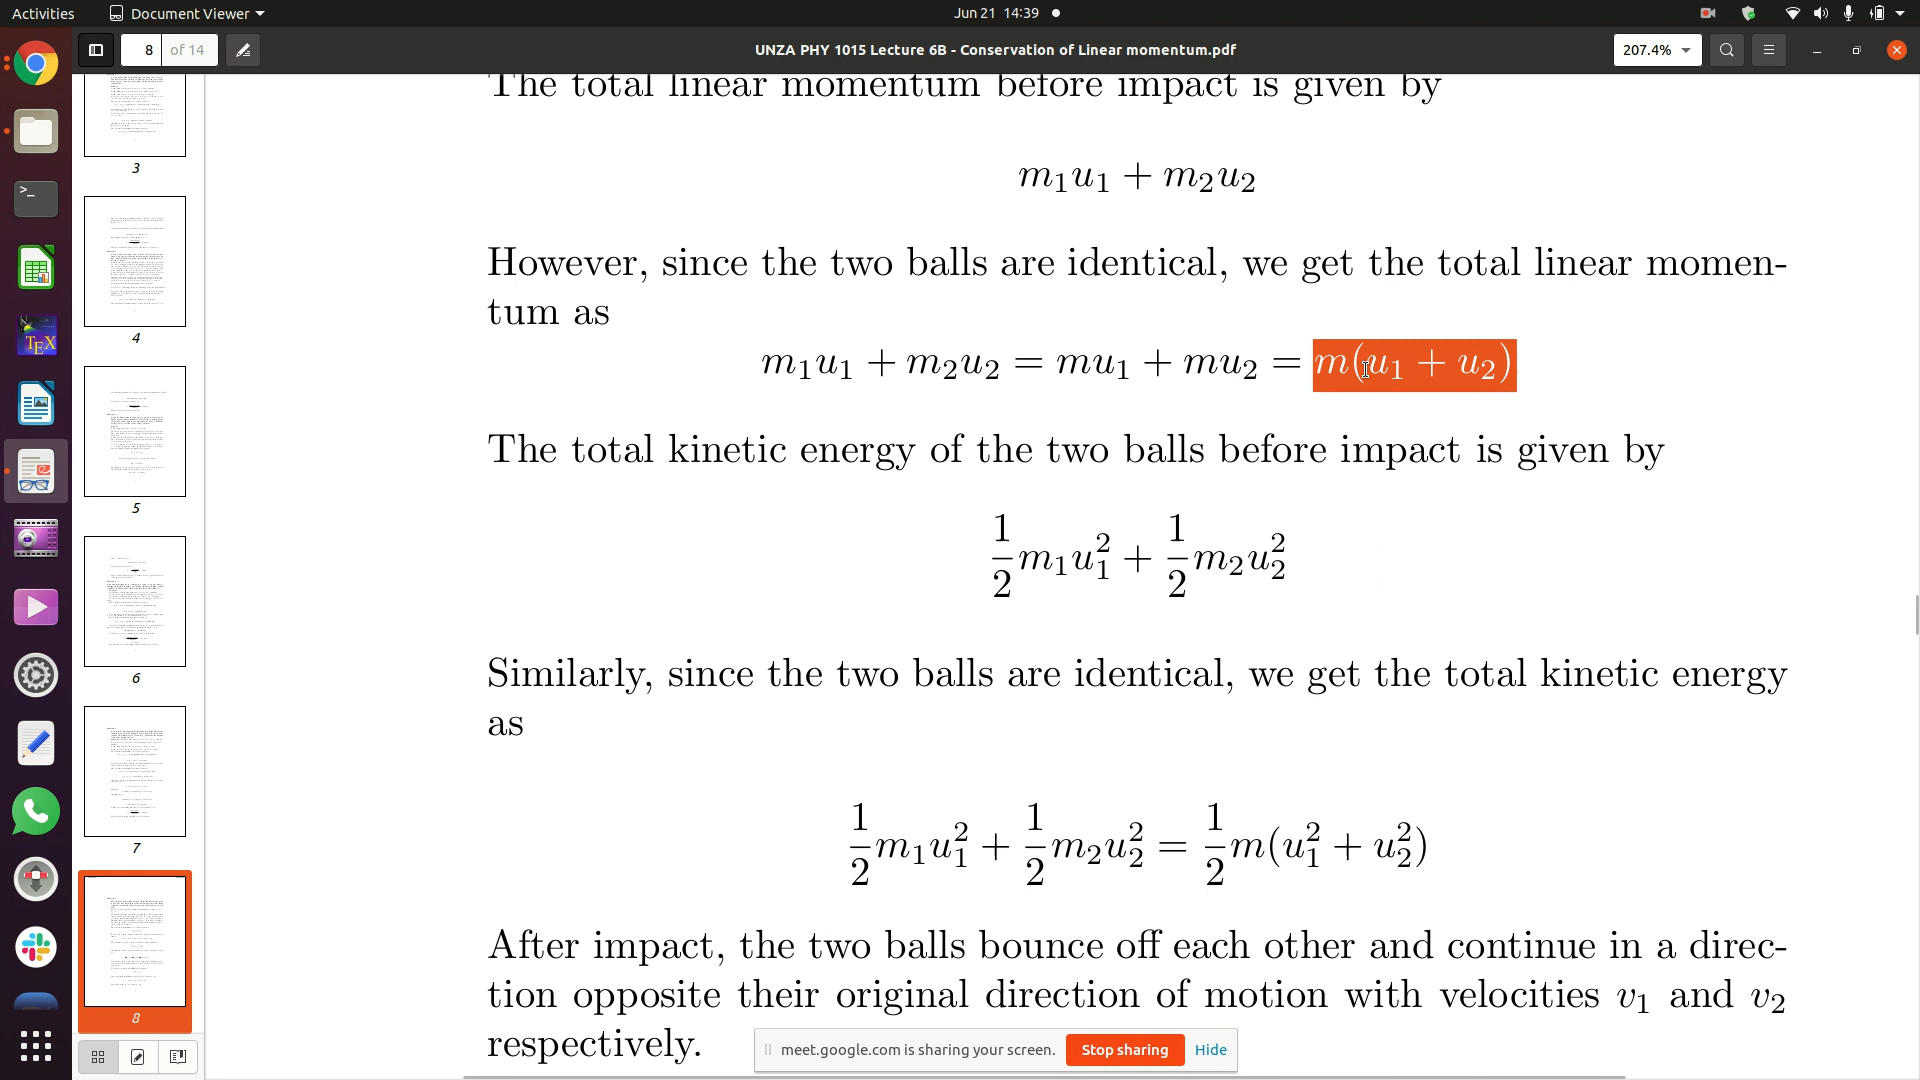 Activities
Document Viewer
Jun 21 14:39
8 of 14
UNZA PHY 1015 Lecture 6B - Conservation of Linear momentum.pdf
207.4%
3
4
5
6
7
8
The total linear momentum before impact is given by
m₁u₁ + m₂u₂
However, since the two balls are identical, we get the total linear momen-
tum as
m₁u₁ + m₂u₂ = mu₁ + mu₂ = m(u₁ + u₂)
The total kinetic energy of the two balls before impact is given by
1/2 m₁u₁² + 1/2 m₂u₂²
Similarly, since the two balls are identical, we get the total kinetic energy
as
1/2 m₁u₁² + 1/2 m₂u₂² = 1/2 m(u₁² + u₂²)
After impact, the two balls bounce off each other and continue in a direc-
tion opposite their original direction of motion with velocities v₁ and v₂
respectively.
meet.google.com is sharing your screen. Stop sharing Hide
TEX
>_